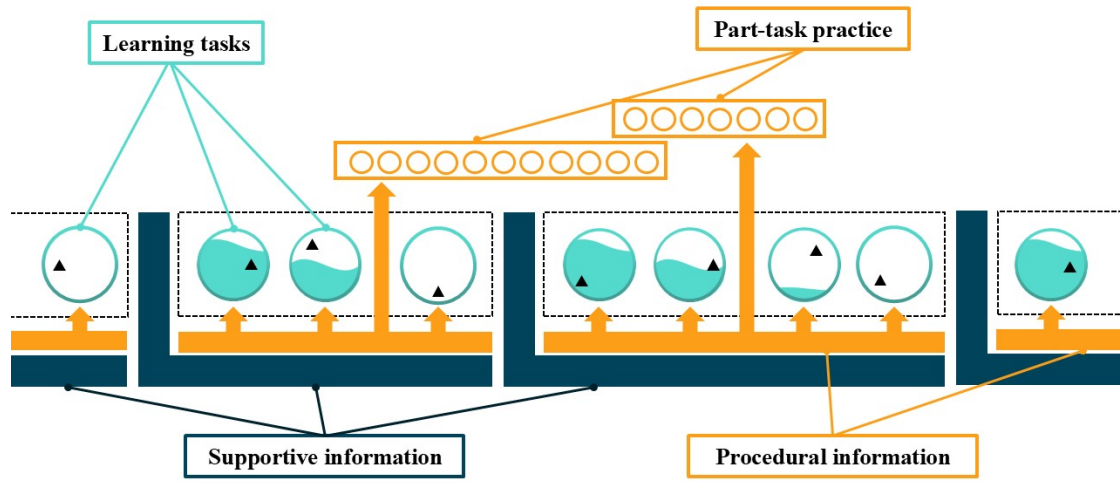 Learning tasks
Part-task practice
Supportive information
Procedural information